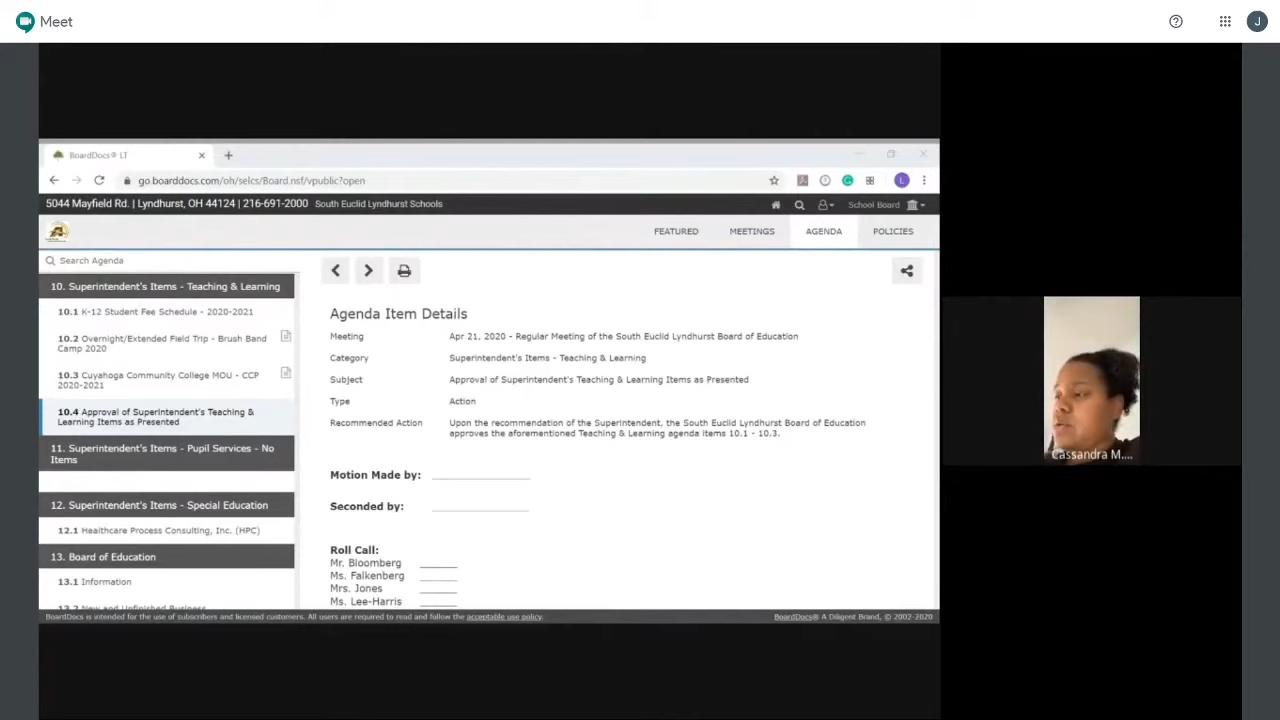 Meet
J
BoardDocs® LT
go.boarddocs.com/oh/selcs/Board.nsf/vpublic?open
L
5044 Mayfield Rd. | Lyndhurst, OH 44124 | 216-691-2000 South Euclid Lyndhurst Schools
School Board
FEATURED MEETINGS AGENDA POLICIES
Search Agenda
10. Superintendent's Items - Teaching & Learning
10.1 K-12 Student Fee Schedule - 2020-2021
10.2 Overnight/Extended Field Trip - Brush Band
Camp 2020
10.3 Cuyahoga Community College MOU - CCP
2020-2021
10.4 Approval of Superintendent's Teaching &
Learning Items as Presented
11. Superintendent's Items - Pupil Services - No
Items
12. Superintendent's Items - Special Education
12.1 Healthcare Process Consulting, Inc. (HPC)
13. Board of Education
13.1 Information
13.2 New and Unfinished Business
Agenda Item Details
Meeting Apr 21, 2020 - Regular Meeting of the South Euclid Lyndhurst Board of Education
Category Superintendent's Items - Teaching & Learning
Subject Approval of Superintendent's Teaching & Learning Items as Presented
Type Action
Recommended Action Upon the recommendation of the Superintendent, the South Euclid Lyndhurst Board of Education
approves the aforementioned Teaching & Learning agenda items 10.1 - 10.3.
Motion Made by:
Seconded by:
Roll Call:
Mr. Bloomberg
Ms. Falkenberg
Mrs. Jones
Ms. Lee-Harris
BoardDocs is intended for the use of subscribers and licensed customers. All users are required to read and follow the acceptable use policy.
BoardDocs® A Diligent Brand, © 2002-2020
Cassandra M....